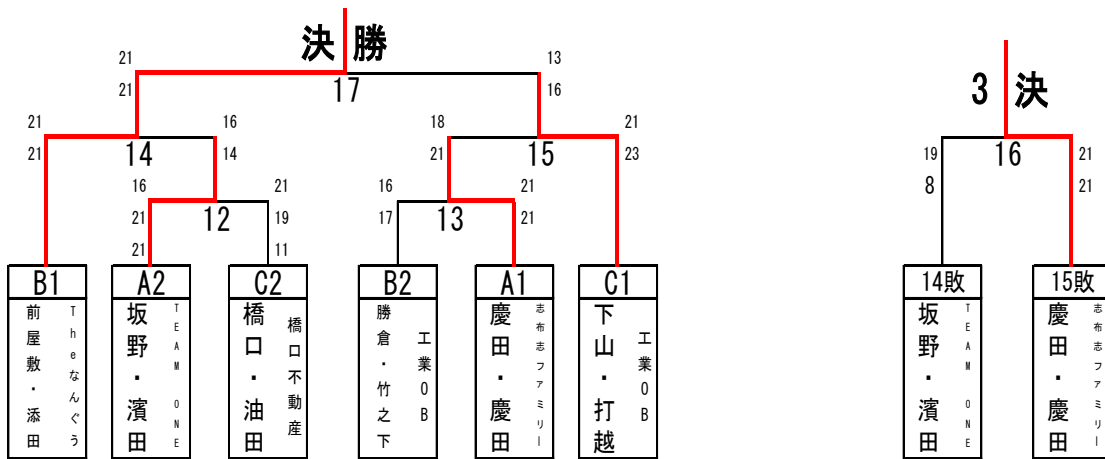 決勝
3決
21
13
21
17
16
21
16
18
21
21
14
14
21
15
23
19
16
21
8
21
16
21
16
21
21
12
19
17
13
21
21
11
B1
A2
C2
B2
A1
C1
14敗
15敗
前屋敷・添田
Theなんぐう
坂野・濱田
TEAM ONE
橋口・油田
橋口不動産
勝倉・竹之下
工業OB
慶田・慶田
志布志ファミリー
下山・打越
工業OB
坂野・濱田
TEAM ONE
慶田・慶田
志布志ファミリー